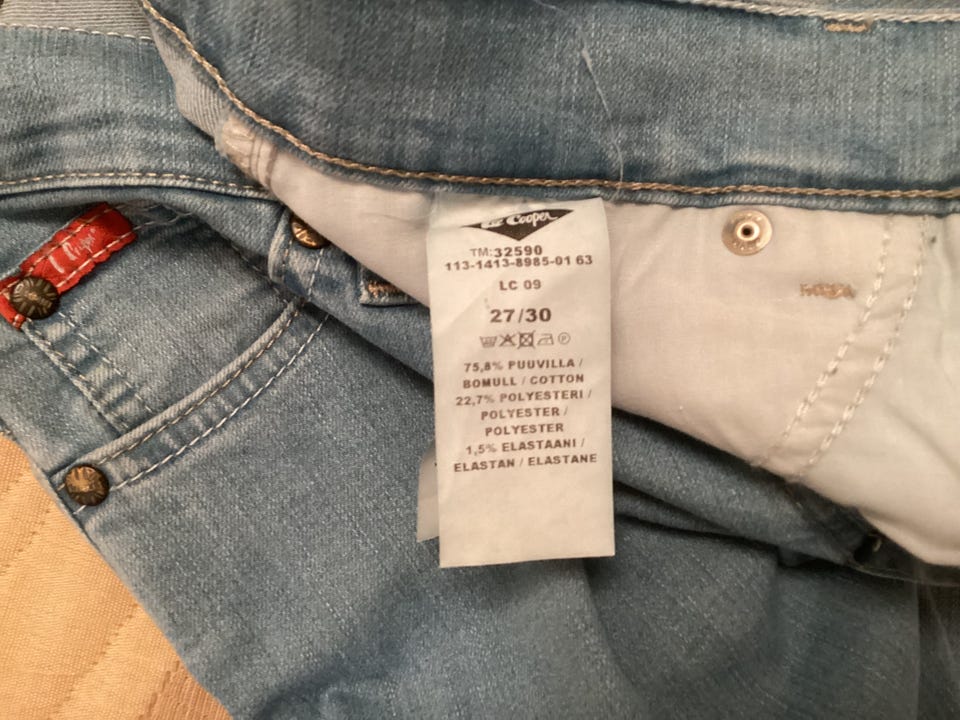 Lee Cooper
TM:32590
113-1413-8985-01 63
LC 09
27/30
75,8% PUUVILLA /
BOMULL / COTTON
22,7% POLYESTERI /
POLYESTER /
POLYESTER
1,5% ELASTAANI /
ELASTAN / ELASTANE